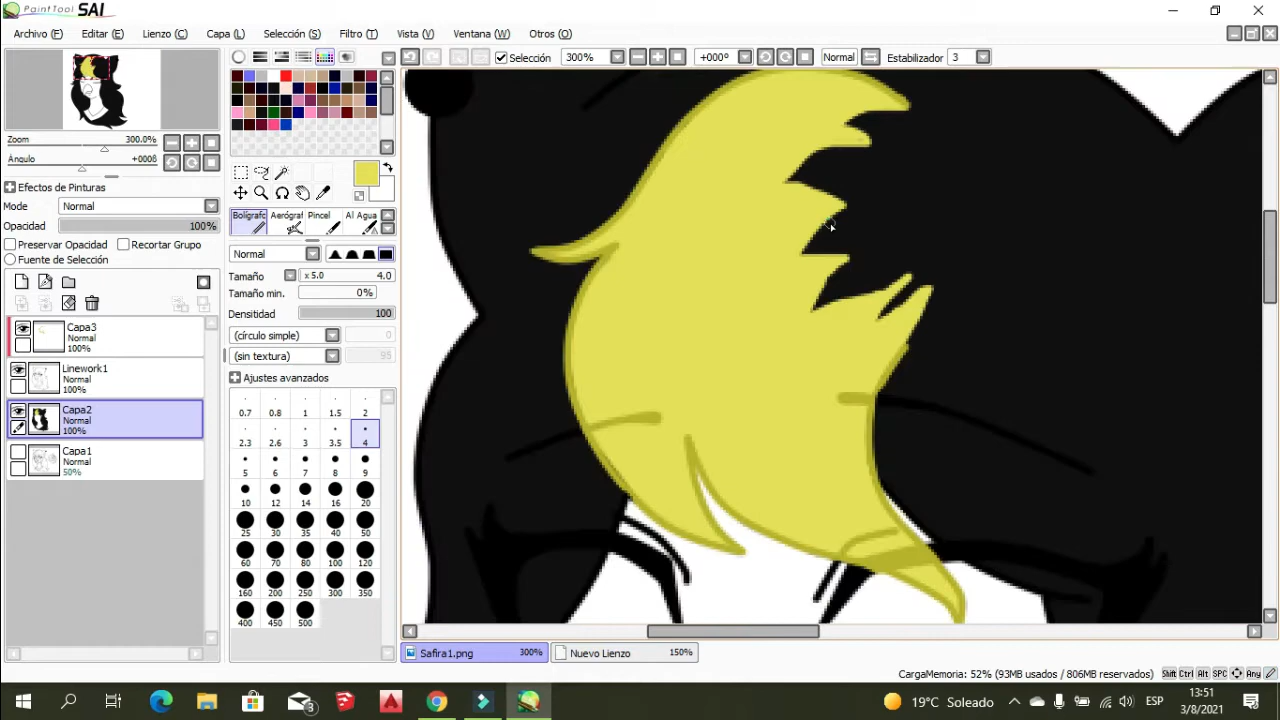 PaintTool SAI
Archivo (F) Editar (E) Lienzo (C) Capa (L) Selección (S) Filtro (T) Vista (V) Ventana (W) Otros (O)
Selección 300% +000° Normal Estabilizador 3
Zoom 300.0%
Ángulo +000ß
Efectos de Pinturas
Modo Normal
Opacidad 100%
Preservar Opacidad Recortar Grupo
Fuente de Selección
Capa3
Normal
100%
Linework1
Normal
100%
Capa2
Normal
100%
Capa1
Normal
50%
Bolígrafc Aerógraf Pincel Al Agua
Normal
Tamaño x 5.0 4.0
Tamaño min. 0%
Densitidad 100
(círculo simple) 0
(sin textura) 95
Ajustes avanzados
0.7 0.8 1 1.5 2
2.3 2.6 3 3.5 4
5 6 7 8 9
10 12 14 16 20
25 30 35 40 50
60 70 80 100 120
160 200 250 300 350
400 450 500
Safira1.png 300% Nuevo Lienzo 150%
CargaMemoria: 52% (93MB usados / 806MB reservados) Shift Ctrl Alt SPC Any
3 19°C Soleado ESP 13:51
3/8/2021